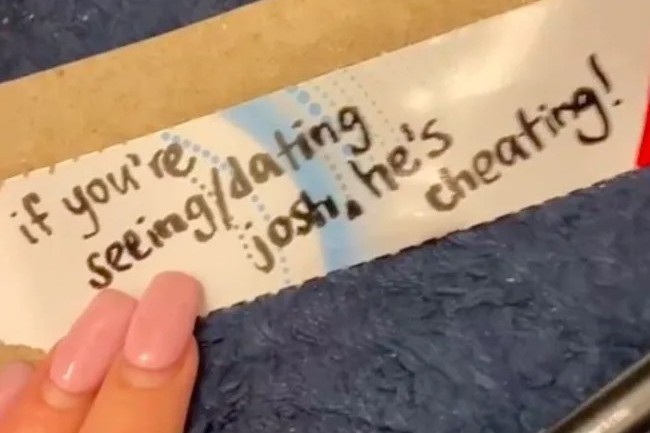 if you're
seeing/dating
josh, he's
cheating!